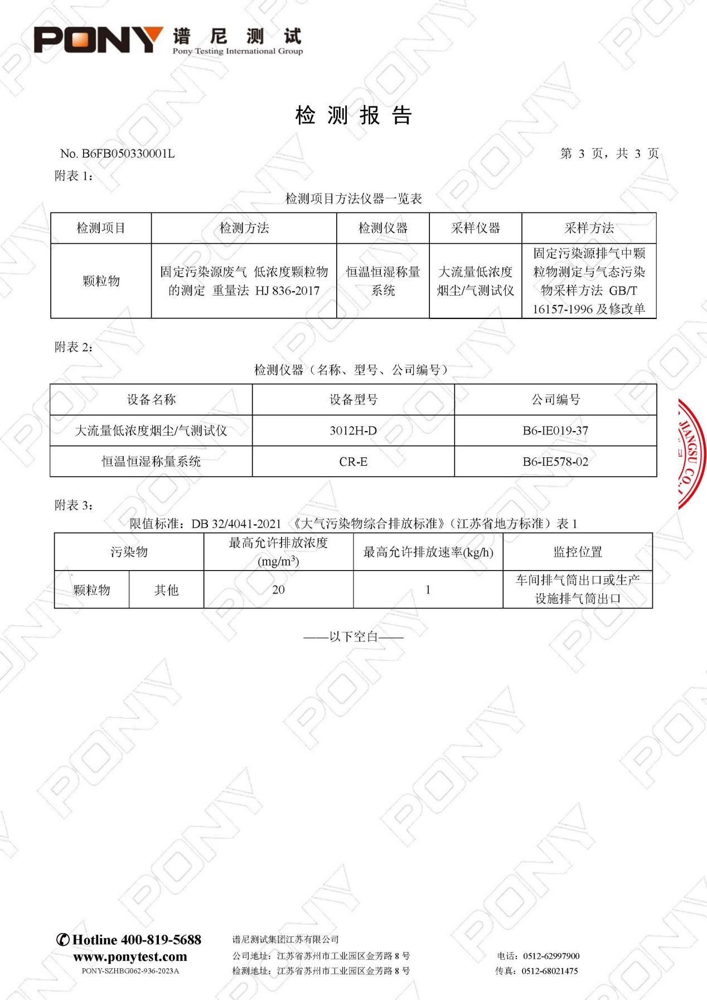 PONY 谱尼测试
Pony Testing International Group
检测报告
No. B6FB050330001L
第 3 页，共 3 页
附表 1：
检测项目方法仪器一览表
检测项目 检测方法 检测仪器 采样仪器 采样方法
颗粒物
固定污染源废气 低浓度颗粒物
的测定 重量法 HJ 836-2017
恒温恒湿称量
系统
大流量低浓度
烟尘/气测试仪
固定污染源排气中颗
粒物测定与气态污染
物采样方法 GB/T
16157-1996 及修改单
附表 2：
检测仪器（名称、型号、公司编号）
设备名称 设备型号 公司编号
大流量低浓度烟尘/气测试仪 3012H-D B6-IE019-37
恒温恒湿称量系统 CR-E B6-IE578-02
附表 3：
限值标准：DB 32/4041-2021 《大气污染物综合排放标准》（江苏省地方标准）表 1
污染物
最高允许排放浓度
(mg/m³)
最高允许排放速率(kg/h)
监控位置
颗粒物 其他 20 1
车间排气筒出口或生产
设施排气筒出口
——以下空白——
JIANGSU CO.,
Hotline 400-819-5688
www.ponytest.com
PONY-SZHBG062-936-2023A
谱尼测试集团江苏有限公司
公司地址：江苏省苏州市工业园区金芳路 8 号
检测地址：江苏省苏州市工业园区金芳路 8 号
电话：0512-62997900
传真：0512-68021475